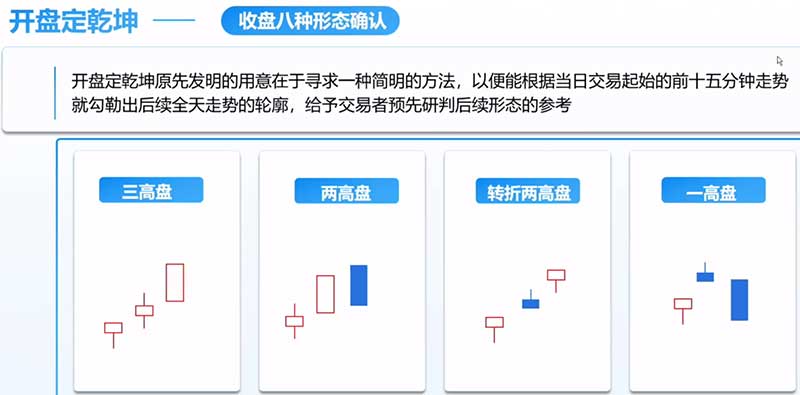 开盘定乾坤
收盘八种形态确认
开盘定乾坤原先发明的用意在于寻求一种简明的方法，以便能根据当日交易起始的前十五分钟走势
就勾勒出后续全天走势的轮廓，给予交易者预先研判后续形态的参考
三高盘
两高盘
转折两高盘
一高盘